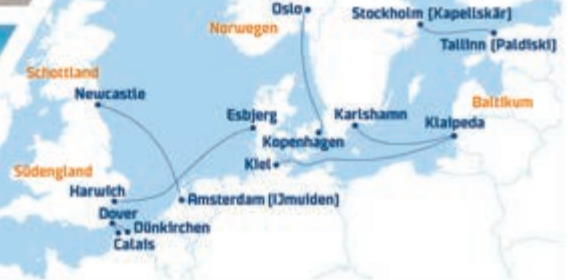 Oslo
Stockholm (Kapellskär)
Norwegen
Tallinn (Paldiski)
Schottland
Newcastle
Baltikum
Esbjerg
Karlshamn
Klaipeda
Kopenhagen
Kiel
Südengland
Harwich
Amsterdam (IJmuiden)
Dover
Dünkirchen
Calais